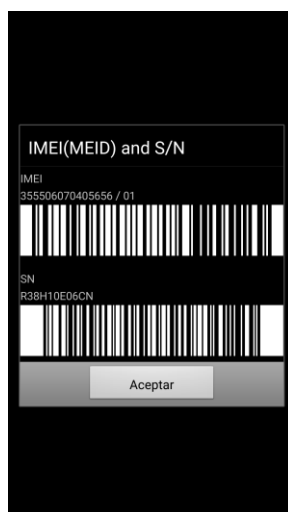 IMEI(MEID) and S/N
IMEI
355506070405656 / 01
SN
R38H10E06CN
Aceptar